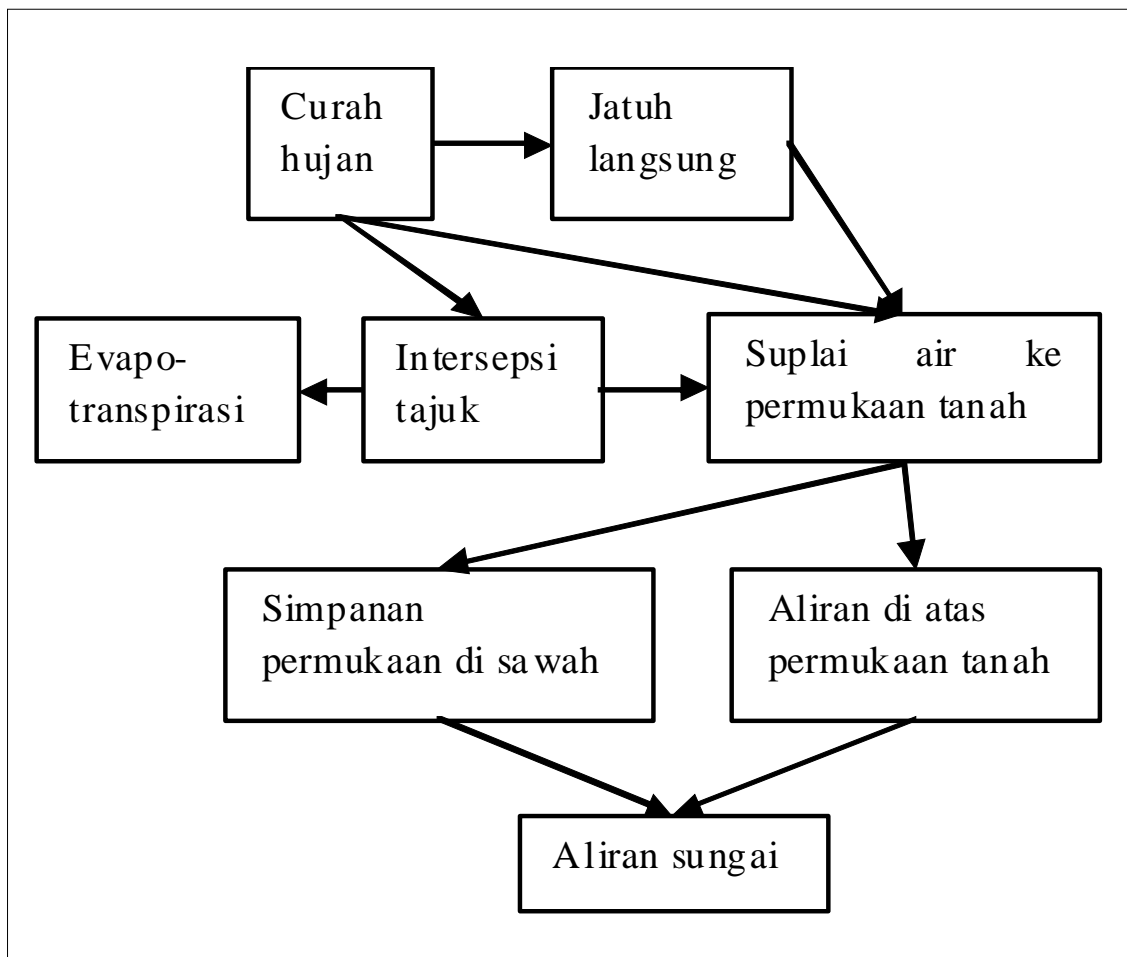 Curah
hujan
Jatuh
langsung
Evapo-
transpirasi
Intersepsi
tajuk
Suplai air ke
permukaan tanah
Simpanan
permukaan di sawah
Aliran di atas
permukaan tanah
Aliran sungai